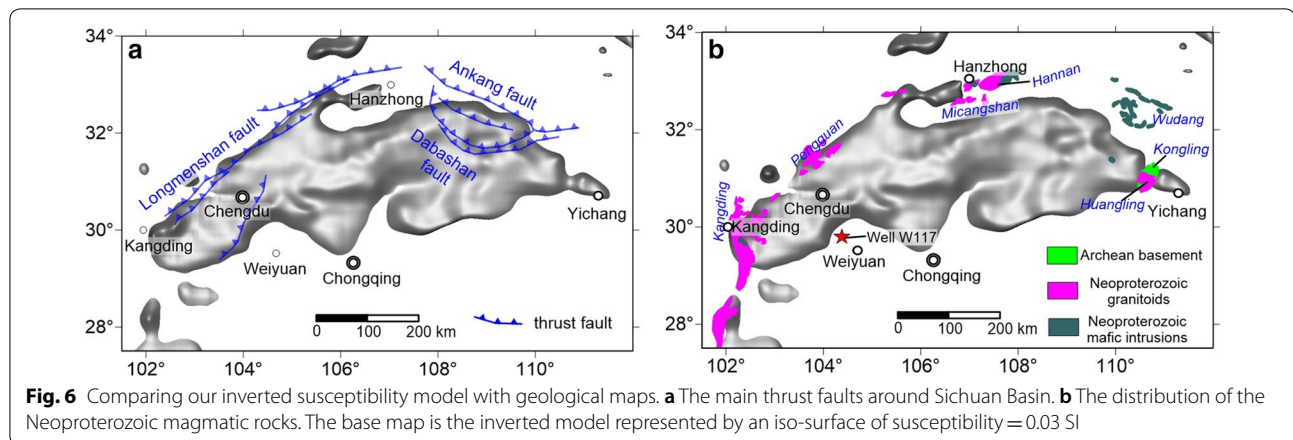 a
34°
32°
30°
28°
102°
104°
106°
108°
110°
Longmenshan fault
Ankang fault
Dabashan
fault
Hanzhong
Chengdu
Kangding
Weiyuan
Chongqing
Yichang
0 100 200 km
thrust fault
b
34°
32°
30°
28°
102°
104°
106°
108°
110°
Hanzhong
Hannan
Micangshan
Wudang
Pengguan
Kongling
Huangling
Yichang
Kangding
Kangding
Chengdu
Well W117
Weiyuan
Chongqing
0 100 200 km
Archean basement
Neoproterozoic
granitoids
Neoproterozoic
mafic intrusions
Fig. 6 Comparing our inverted susceptibility model with geological maps. a The main thrust faults around Sichuan Basin. b The distribution of the
Neoproterozoic magmatic rocks. The base map is the inverted model represented by an iso-surface of susceptibility = 0.03 SI